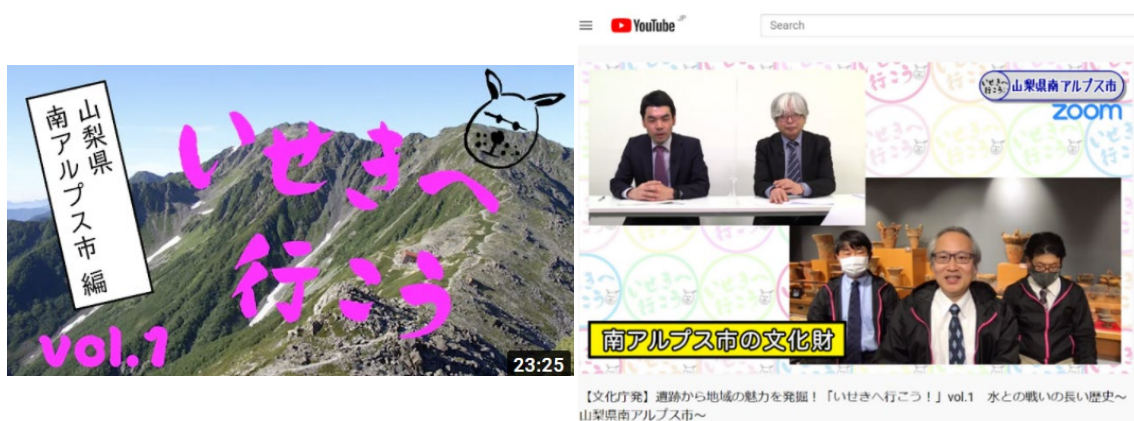 山梨県
南アルプス市 編
いせきへ
行こう
vol.1
23:25
YouTube JP
Search
いせきへ
行こう
山梨県南アルプス市
zoom
南アルプス市の文化財
【文化庁発】遺跡から地域の魅力を発掘！「いせきへ行こう！」vol.1　水との戦いの長い歴史～
山梨県南アルプス市～